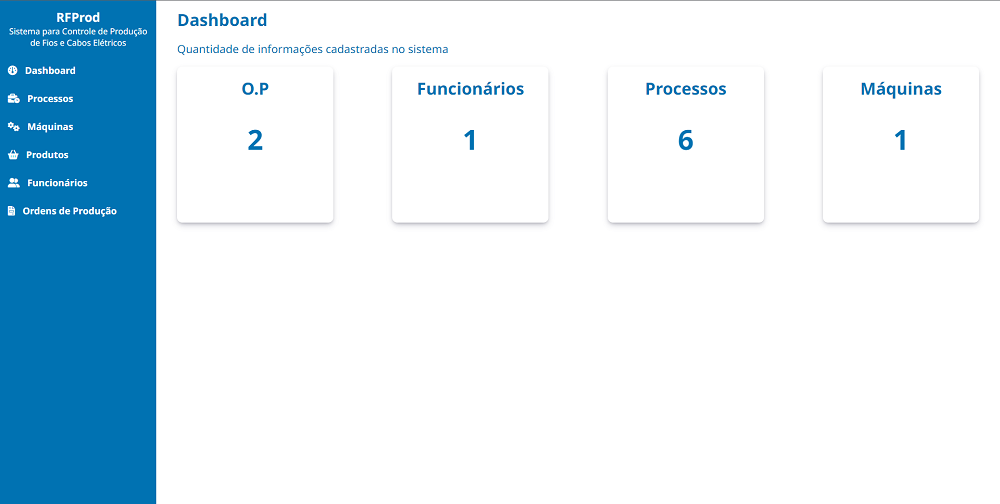 RFProd
Sistema para Controle de Produção
de Fios e Cabos Elétricos
Dashboard
Processos
Máquinas
Produtos
Funcionários
Ordens de Produção
Dashboard
Quantidade de informações cadastradas no sistema
O.P
2
Funcionários
1
Processos
6
Máquinas
1